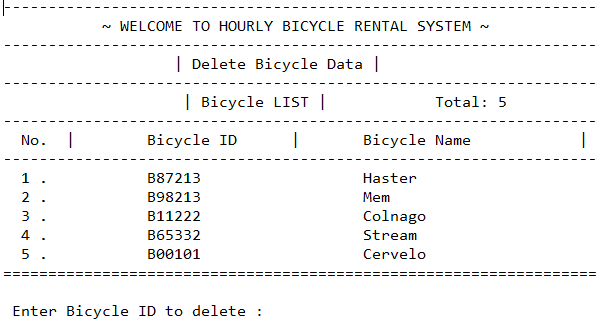 ~ WELCOME TO HOURLY BICYCLE RENTAL SYSTEM ~
| Delete Bicycle Data |
| Bicycle LIST | Total: 5
No. | Bicycle ID | Bicycle Name |
1 . B87213 Haster
2 . B98213 Mem
3 . B11222 Colnago
4 . B65332 Stream
5 . B00101 Cervelo
Enter Bicycle ID to delete :